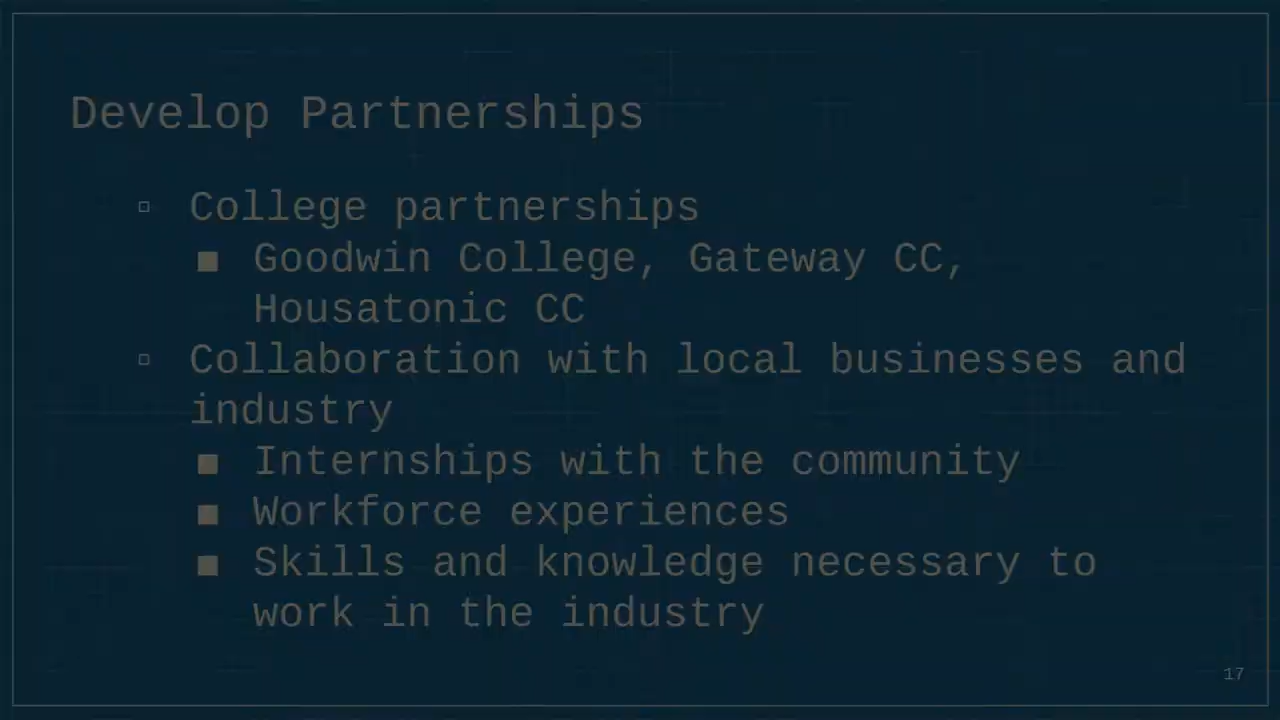 Develop Partnerships
▫ College partnerships
■ Goodwin College, Gateway CC,
Housatonic CC
▫ Collaboration with local businesses and
industry
■ Internships with the community
■ Workforce experiences
■ Skills and knowledge necessary to
work in the industry
17